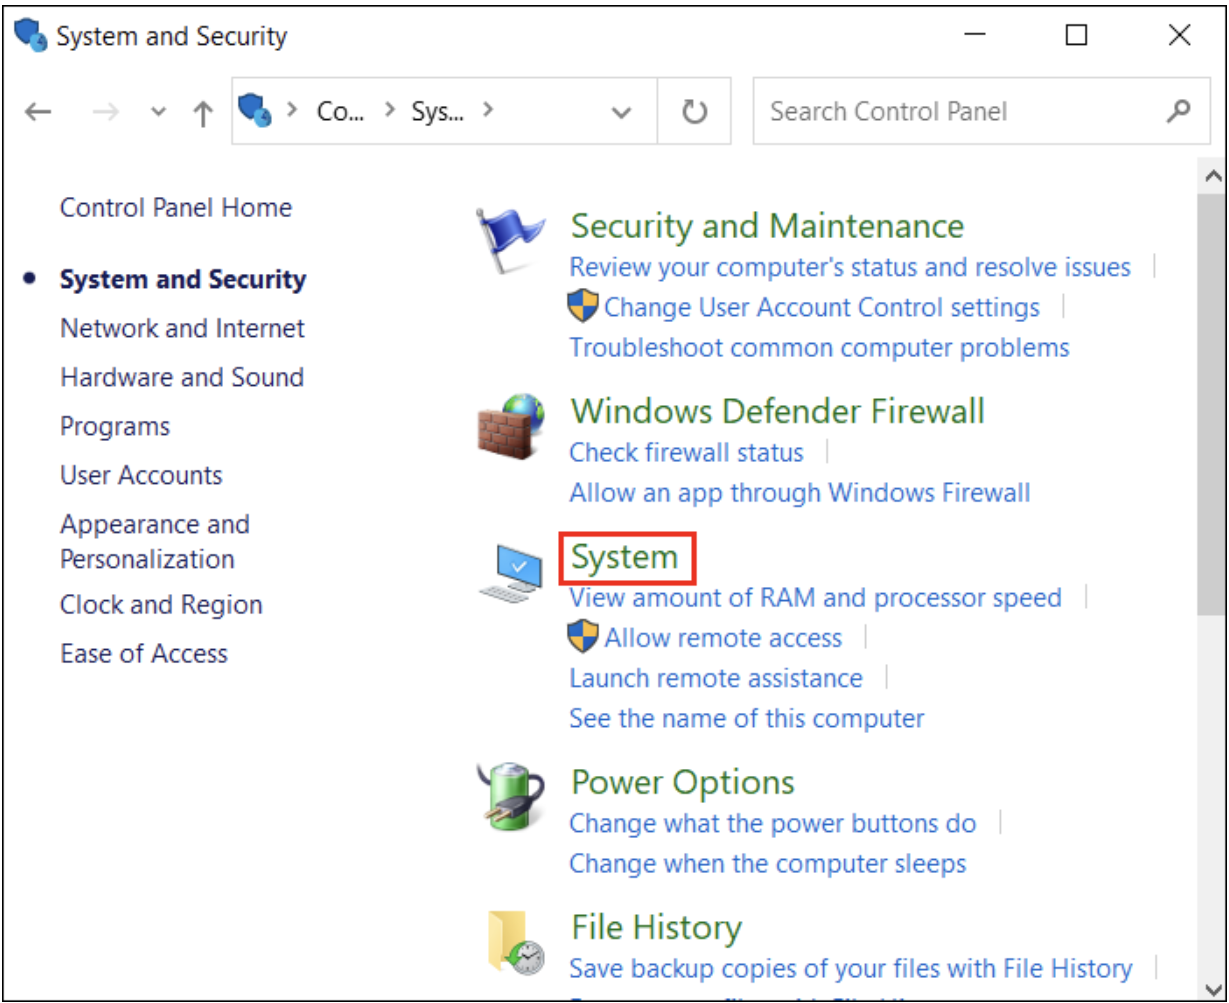 System and Security
Co... Sys...
Search Control Panel
Control Panel Home
System and Security
Network and Internet
Hardware and Sound
Programs
User Accounts
Appearance and
Personalization
Clock and Region
Ease of Access
Security and Maintenance
Review your computer's status and resolve issues
Change User Account Control settings
Troubleshoot common computer problems
Windows Defender Firewall
Check firewall status
Allow an app through Windows Firewall
System
View amount of RAM and processor speed
Allow remote access
Launch remote assistance
See the name of this computer
Power Options
Change what the power buttons do
Change when the computer sleeps
File History
Save backup copies of your files with File History